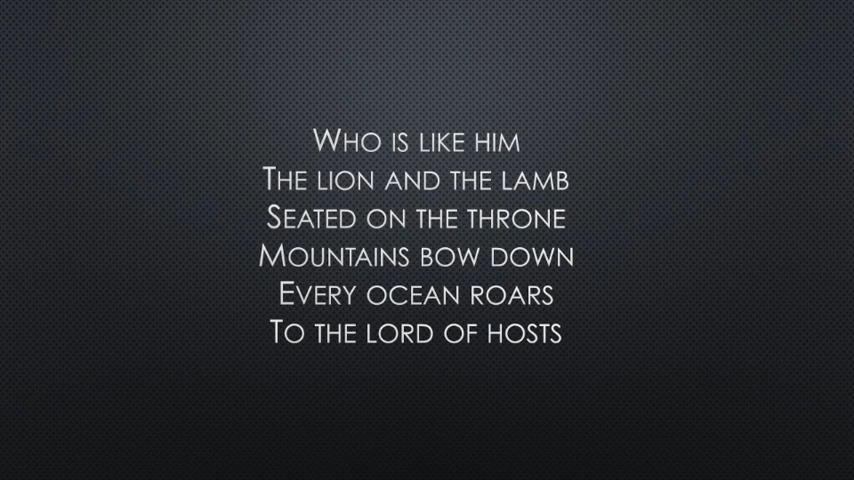 Who is like him
The lion and the lamb
Seated on the throne
Mountains bow down
Every ocean roars
To the Lord of hosts